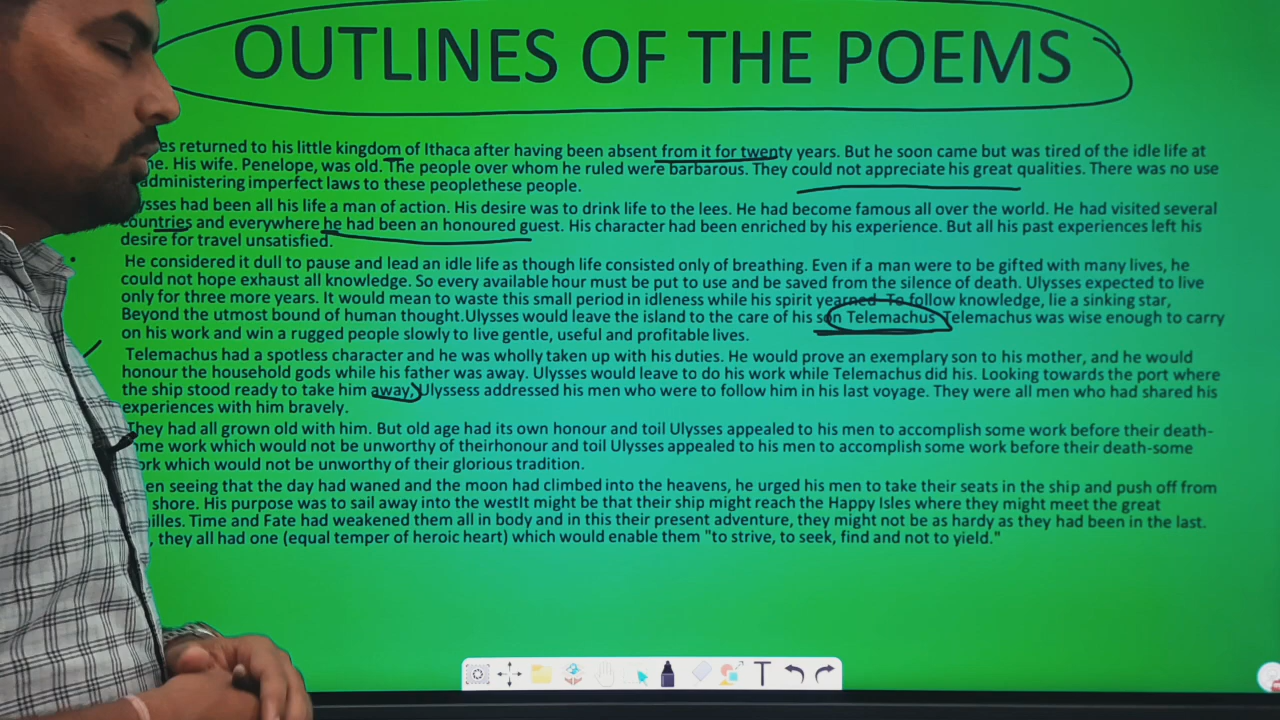 OUTLINES OF THE POEMS
es returned to his little kingdom of Ithaca after having been absent from it for twenty years. But he soon came but was tired of the idle life at
His wife. Penelope, was old. The people over whom he ruled were barbarous. They could not appreciate his great qualities. There was no use
administering imperfect laws to these peoplethese people.
ysses had been all his life a man of action. His desire was to drink life to the lees. He had become famous all over the world. He had visited several
countries and everywhere he had been an honoured guest. His character had been enriched by his experience. But all his past experiences left his
desire for travel unsatisfied.
He considered it dull to pause and lead an idle life as though life consisted only of breathing. Even if a man were to be gifted with many lives, he
could not hope exhaust all knowledge. So every available hour must be put to use and be saved from the silence of death. Ulysses expected to live
only for three more years. It would mean to waste this small period in idleness while his spirit yearned To follow knowledge, lie a sinking star,
Beyond the utmost bound of human thought.Ulysses would leave the island to the care of his son Telemachus Telemachus was wise enough to carry
on his work and win a rugged people slowly to live gentle, useful and profitable lives.
Telemachus had a spotless character and he was wholly taken up with his duties. He would prove an exemplary son to his mother, and he would
honour the household gods while his father was away. Ulysses would leave to do his work while Telemachus did his. Looking towards the port where
the ship stood ready to take him away, Ulyssess addressed his men who were to follow him in his last voyage. They were all men who had shared his
experiences with him bravely.
They had all grown old with him. But old age had its own honour and toil Ulysses appealed to his men to accomplish some work before their death-
ome work which would not be unworthy of theirhonour and toil Ulysses appealed to his men to accomplish some work before their death-some
ork which would not be unworthy of their glorious tradition.
en seeing that the day had waned and the moon had climbed into the heavens, he urged his men to take their seats in the ship and push off from
shore. His purpose was to sail away into the westIt might be that their ship might reach the Happy Isles where they might meet the great
illes. Time and Fate had weakened them all in body and in this their present adventure, they might not be as hardy as they had been in the last.
, they all had one (equal temper of heroic heart) which would enable them "to strive, to seek, find and not to yield."
T